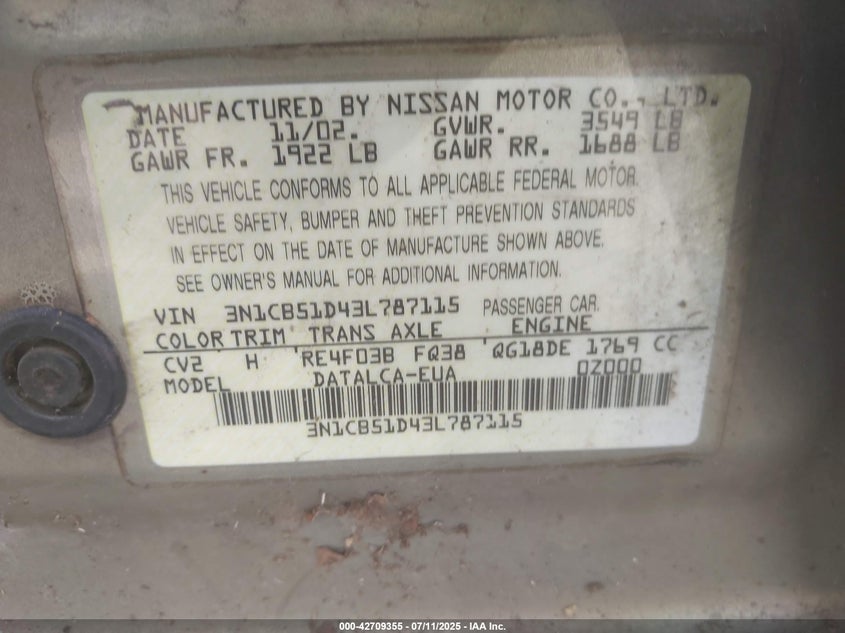 MANUFACTURED BY NISSAN MOTOR CO., LTD.
DATE 11/02. GVWR. 3549 LB
GAWR FR. 1922 LB GAWR RR. 1688 LB
THIS VEHICLE CONFORMS TO ALL APPLICABLE FEDERAL MOTOR.
VEHICLE SAFETY, BUMPER AND THEFT PREVENTION STANDARDS
IN EFFECT ON THE DATE OF MANUFACTURE SHOWN ABOVE.
SEE OWNER'S MANUAL FOR ADDITIONAL INFORMATION.
VIN 3N1CB51D43L787115 PASSENGER CAR.
COLOR TRIM TRANS AXLE ENGINE
CV2 H RE4F03B FQ38 QG18DE 1769 CC
MODEL DATALCA-EUA 0Z000
3N1CB51D43L787115
000-42709355 - 07/11/2025 - IAA Inc.